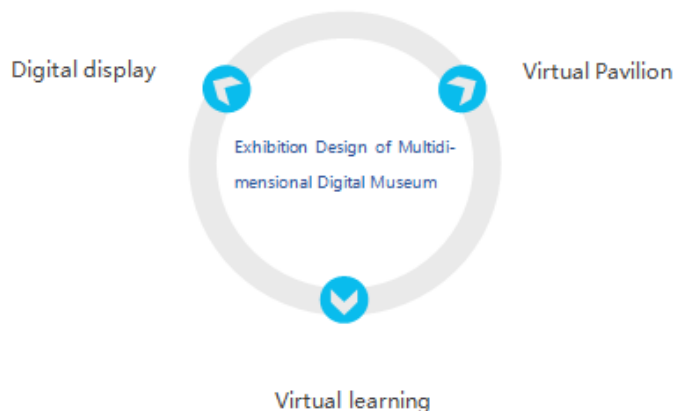 Digital display
Virtual Pavilion
Exhibition Design of Multidi-
mensional Digital Museum
Virtual learning